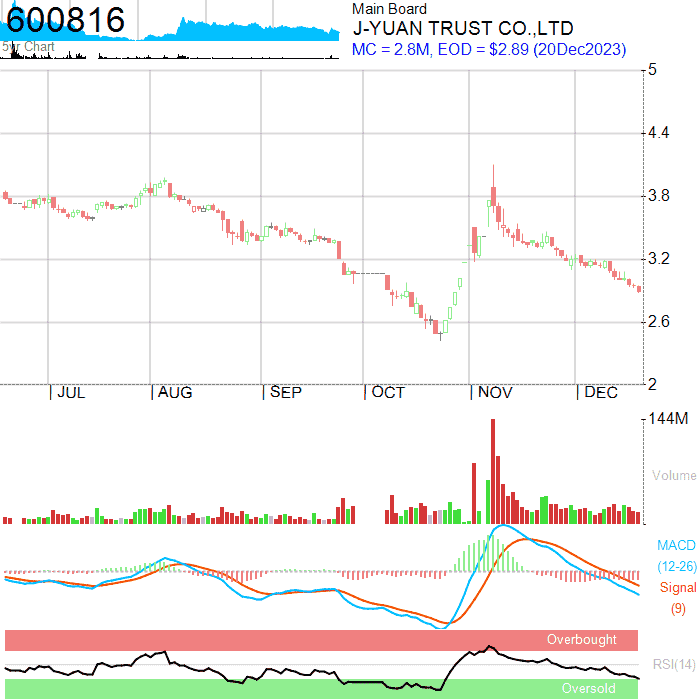 600816
5yr Chart
Main Board
J-YUAN TRUST CO.,LTD
MC = 2.8M, EOD = $2.89 (20Dec2023)
5
4.4
3.8
3.2
2.6
2
JUL AUG SEP OCT NOV DEC
144M
Volume
MACD
(12-26)
Signal
(9)
Overbought
RSI(14)
Oversold